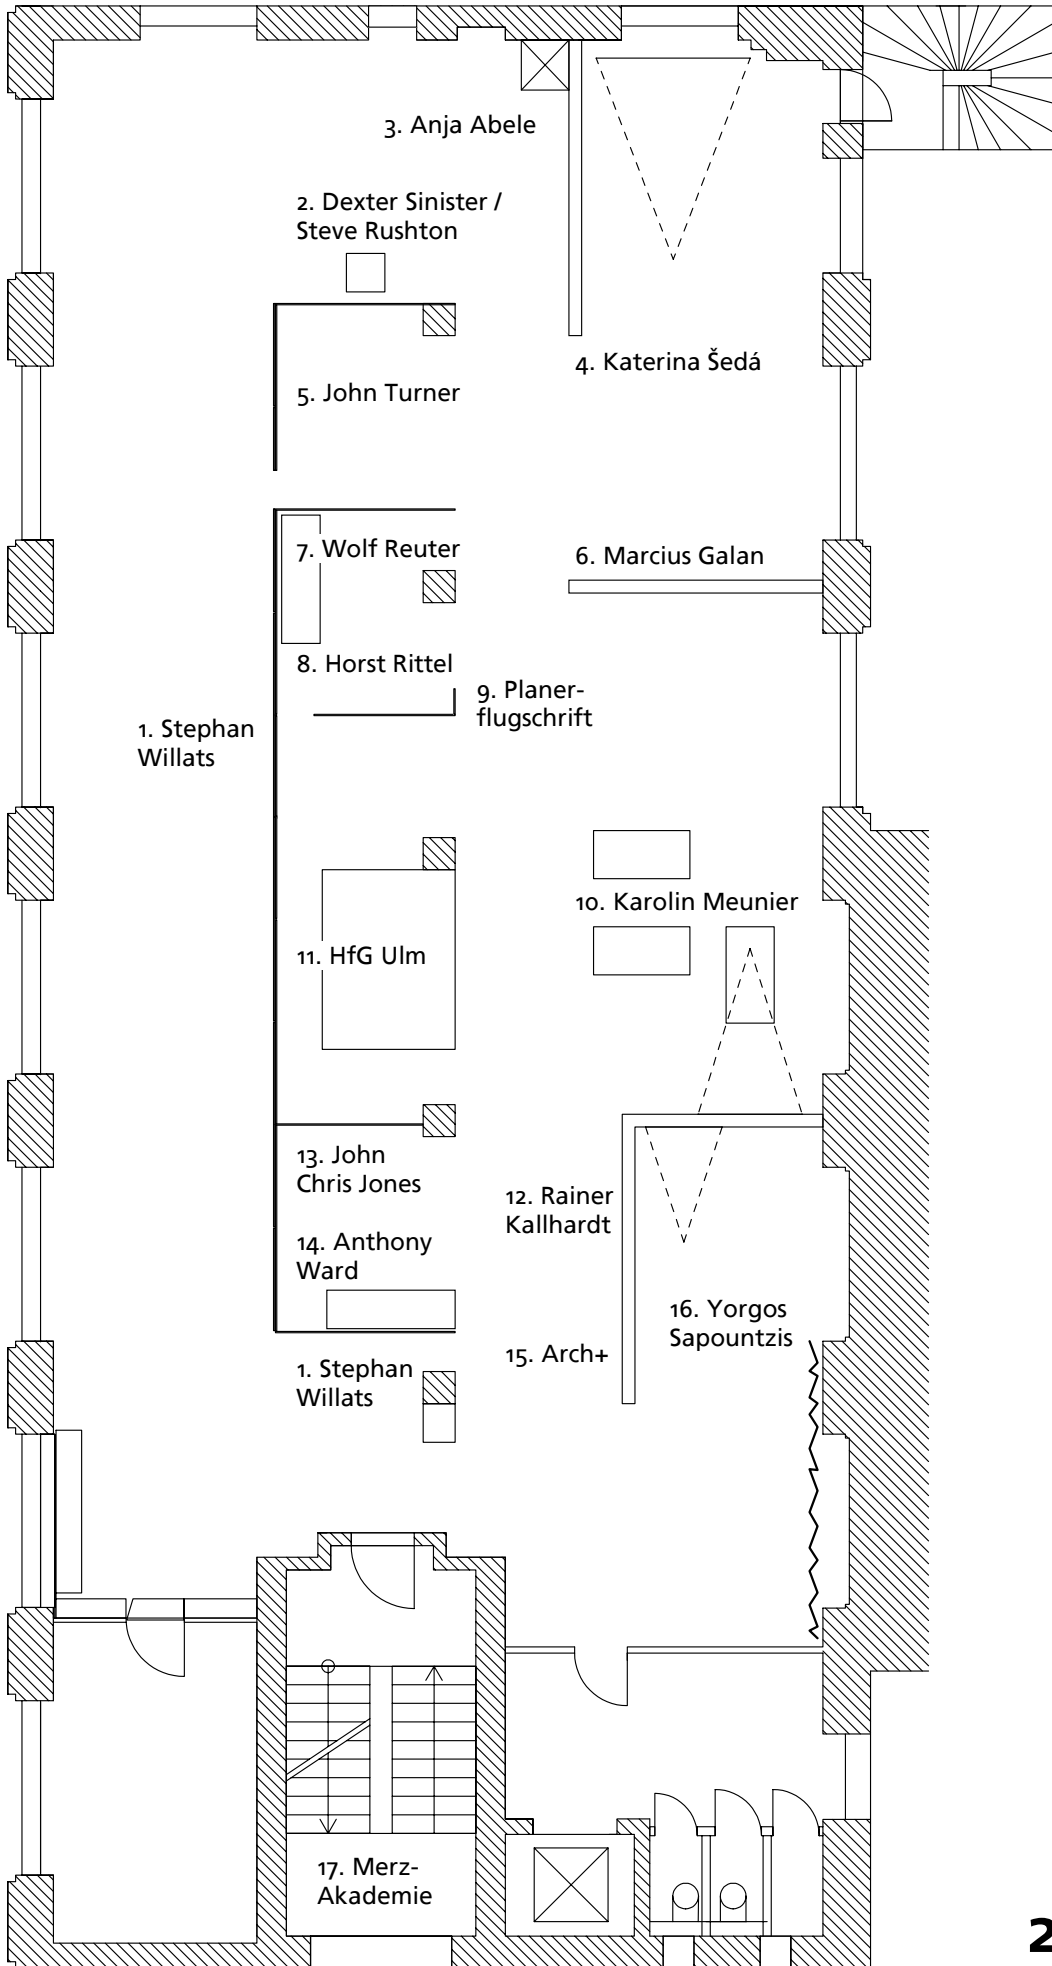 3. Anja Abele
2. Dexter Sinister /
Steve Rushton
4. Katerina Šedá
5. John Turner
7. Wolf Reuter
6. Marcius Galan
8. Horst Rittel
9. Planer-
flugschrift
1. Stephan
Willats
10. Karolin Meunier
11. HfG Ulm
13. John
Chris Jones
12. Rainer
Kallhardt
14. Anthony
Ward
16. Yorgos
Sapountzis
15. Arch+
1. Stephan
Willats
17. Merz-
Akademie
2